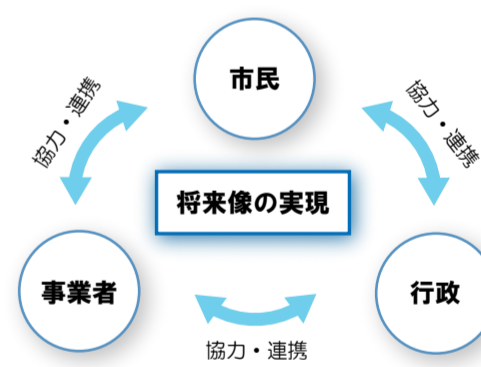 市民
協力・連携
協力・連携
将来像の実現
事業者
行政
協力・連携